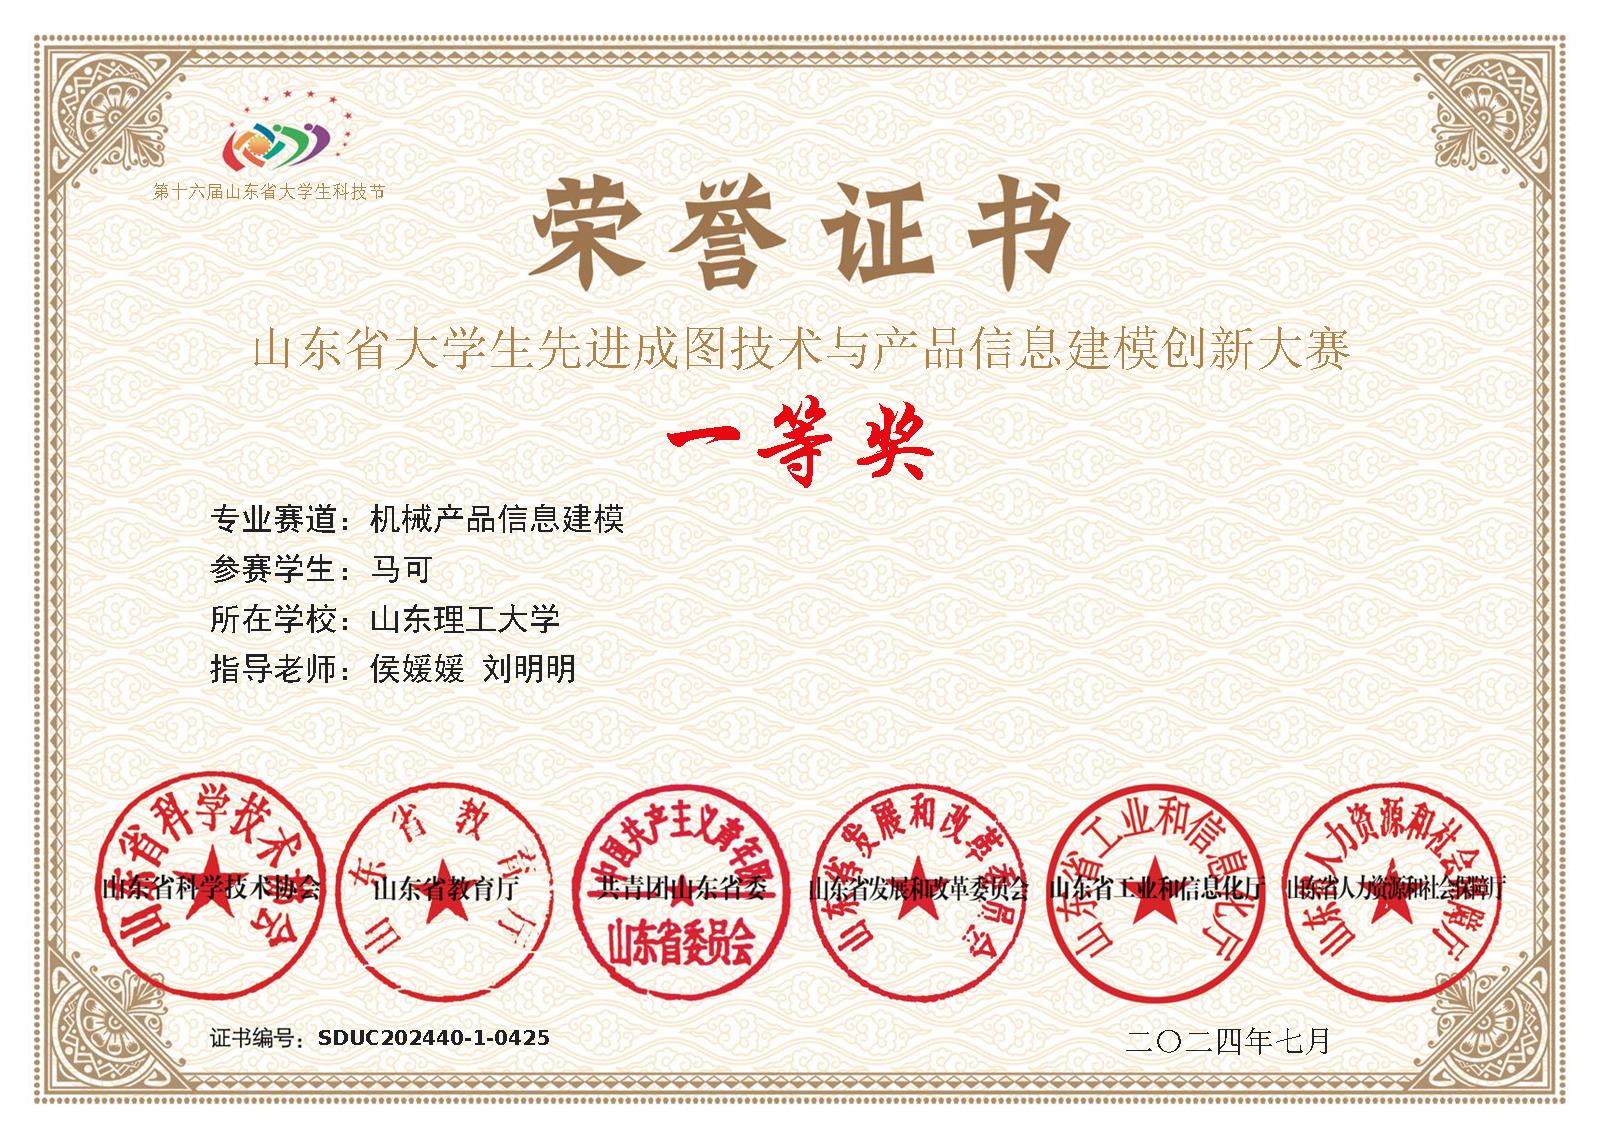 第十六届山东省大学生科技节
荣誉证书
山东省大学生先进成图技术与产品信息建模创新大赛
一等奖
专业赛道：机械产品信息建模
参赛学生：马可
所在学校：山东理工大学
指导老师：侯媛媛 刘明明
山东省科学技术协会
山东省科学技术协会
山东省教育厅
山东省教育厅
中国共产主义青年团
共青团山东省委
山东省委员会
山东省发展和改革委员会
山东省发展和改革委员会
山东省工业和信息化厅
山东省工业和信息化厅
山东省人力资源和社会保障厅
山东省人力资源和社会保障厅
证书编号：SDUC202440-1-0425
二〇二四年七月